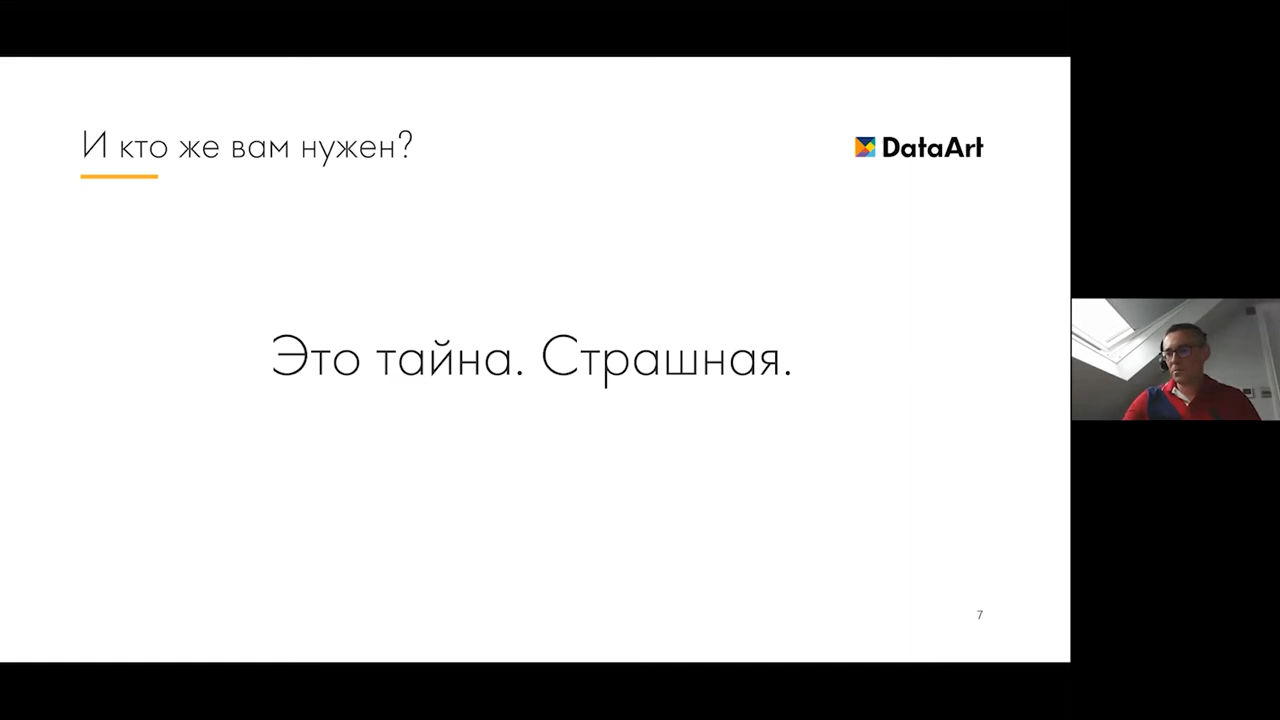 И кто же вам нужен?
DataArt
Это тайна. Страшная.
7